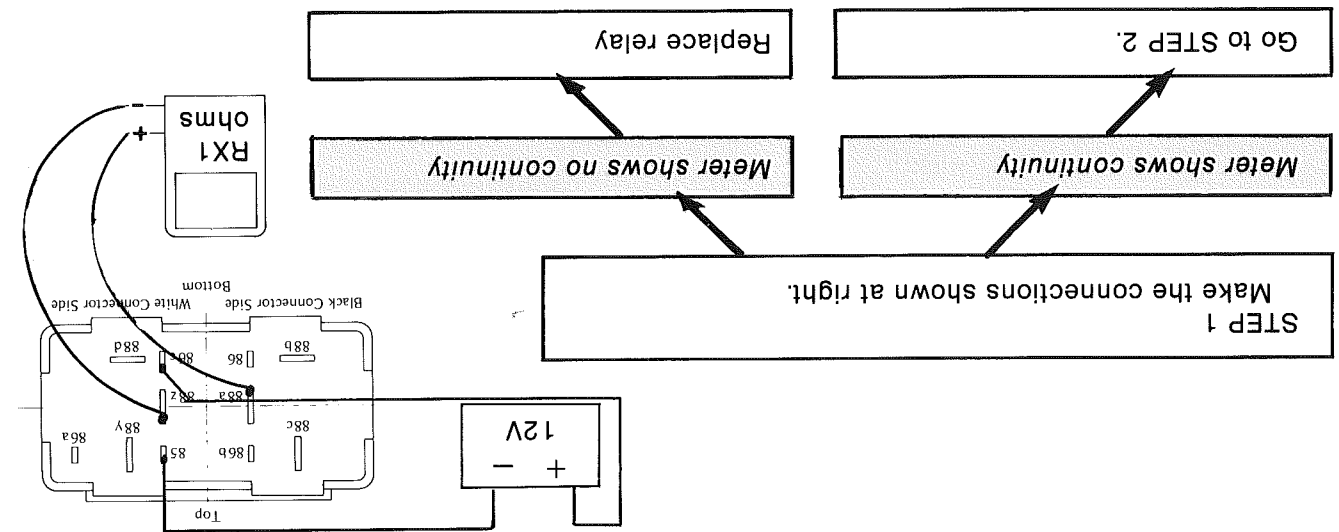 STEP 1
Make the connections shown at right.
Meter shows continuity
Meter shows no continuity
Go to STEP 2.
Replace relay
+ −
12V
Top
88c 86b 85 88y 86a
88a 88z
88b 86 86c 88d
Black Connector Side White Connector Side
Bottom
RX1
ohms
+
-